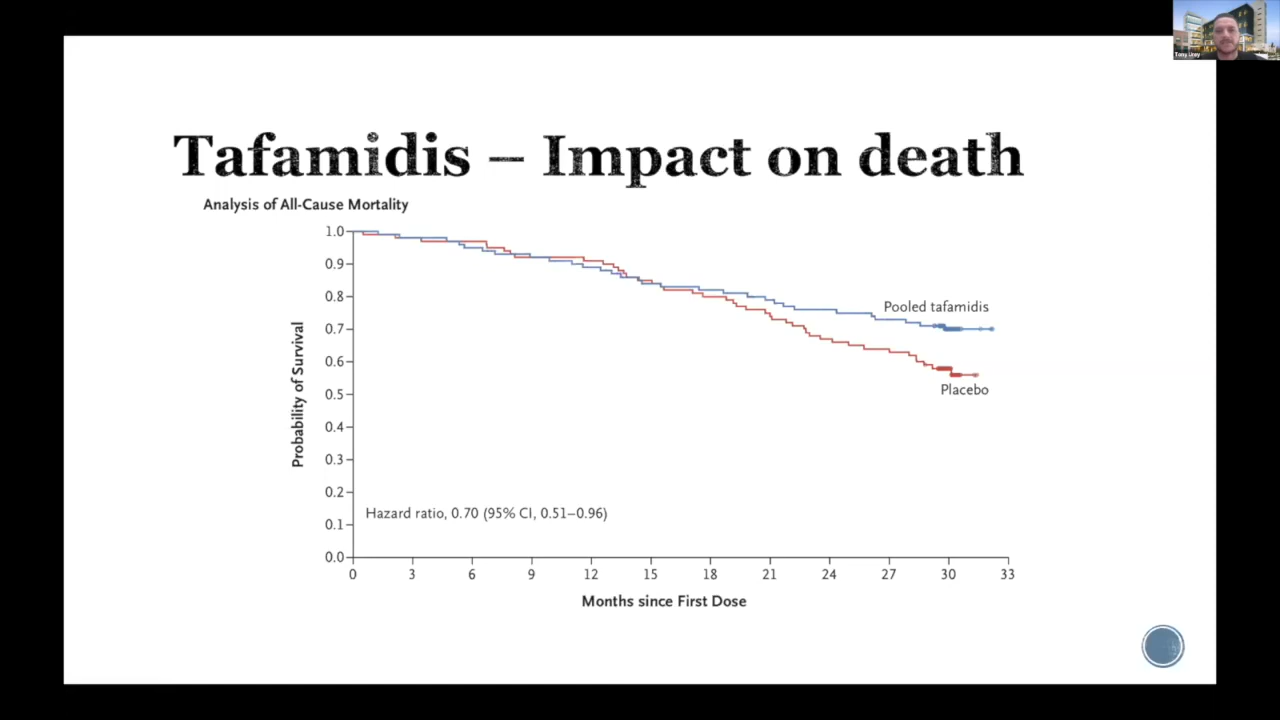 Tony Urey
Tafamidis – Impact on death
Analysis of All-Cause Mortality
1.0
0.9
0.8
0.7
0.6
0.5
0.4
0.3
0.2
0.1
0.0
Probability of Survival
Pooled tafamidis
Placebo
Hazard ratio, 0.70 (95% CI, 0.51–0.96)
0 3 6 9 12 15 18 21 24 27 30 33
Months since First Dose